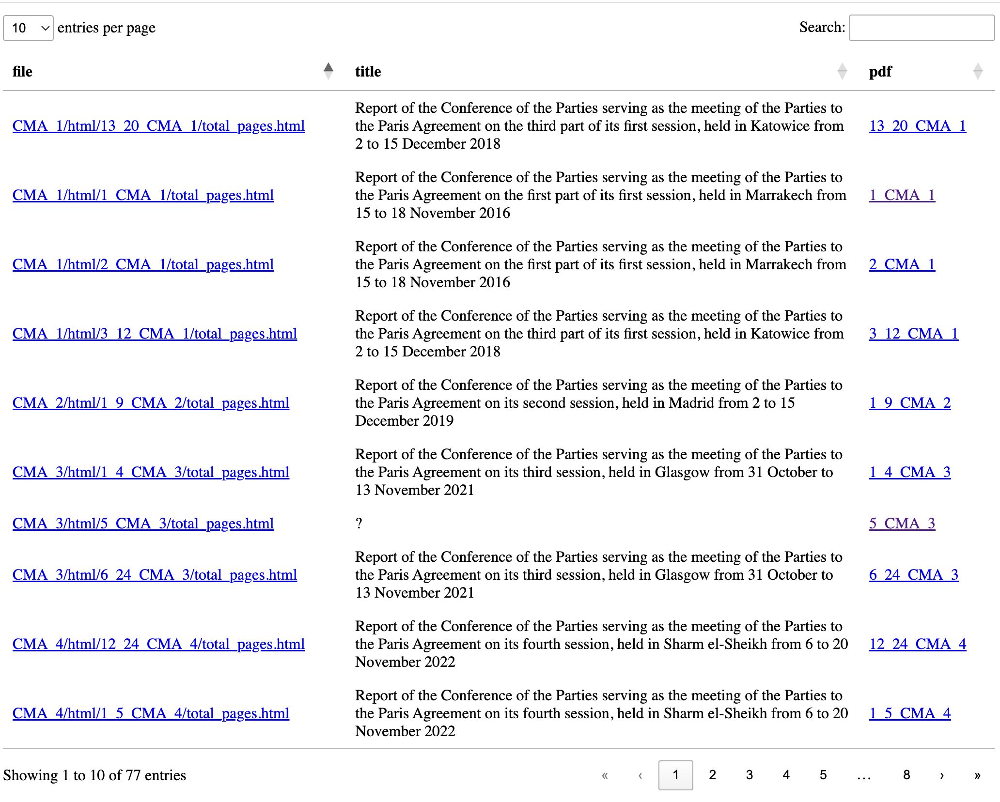 10 entries per page
Search:
file title pdf
CMA_1/html/13_20_CMA_1/total_pages.html
Report of the Conference of the Parties serving as the meeting of the Parties to
the Paris Agreement on the third part of its first session, held in Katowice from
2 to 15 December 2018
13_20_CMA_1
CMA_1/html/1_CMA_1/total_pages.html
Report of the Conference of the Parties serving as the meeting of the Parties to
the Paris Agreement on the first part of its first session, held in Marrakech from
15 to 18 November 2016
1_CMA_1
CMA_1/html/2_CMA_1/total_pages.html
Report of the Conference of the Parties serving as the meeting of the Parties to
the Paris Agreement on the first part of its first session, held in Marrakech from
15 to 18 November 2016
2_CMA_1
CMA_1/html/3_12_CMA_1/total_pages.html
Report of the Conference of the Parties serving as the meeting of the Parties to
the Paris Agreement on the third part of its first session, held in Katowice from
2 to 15 December 2018
3_12_CMA_1
CMA_2/html/1_9_CMA_2/total_pages.html
Report of the Conference of the Parties serving as the meeting of the Parties to
the Paris Agreement on its second session, held in Madrid from 2 to 15
December 2019
1_9_CMA_2
CMA_3/html/1_4_CMA_3/total_pages.html
Report of the Conference of the Parties serving as the meeting of the Parties to
the Paris Agreement on its third session, held in Glasgow from 31 October to
13 November 2021
1_4_CMA_3
CMA_3/html/5_CMA_3/total_pages.html
?
5_CMA_3
CMA_3/html/6_24_CMA_3/total_pages.html
Report of the Conference of the Parties serving as the meeting of the Parties to
the Paris Agreement on its third session, held in Glasgow from 31 October to
13 November 2021
6_24_CMA_3
CMA_4/html/12_24_CMA_4/total_pages.html
Report of the Conference of the Parties serving as the meeting of the Parties to
the Paris Agreement on its fourth session, held in Sharm el-Sheikh from 6 to 20
November 2022
12_24_CMA_4
CMA_4/html/1_5_CMA_4/total_pages.html
Report of the Conference of the Parties serving as the meeting of the Parties to
the Paris Agreement on its fourth session, held in Sharm el-Sheikh from 6 to 20
November 2022
1_5_CMA_4
Showing 1 to 10 of 77 entries
« ‹ 1 2 3 4 5 … 8 › »